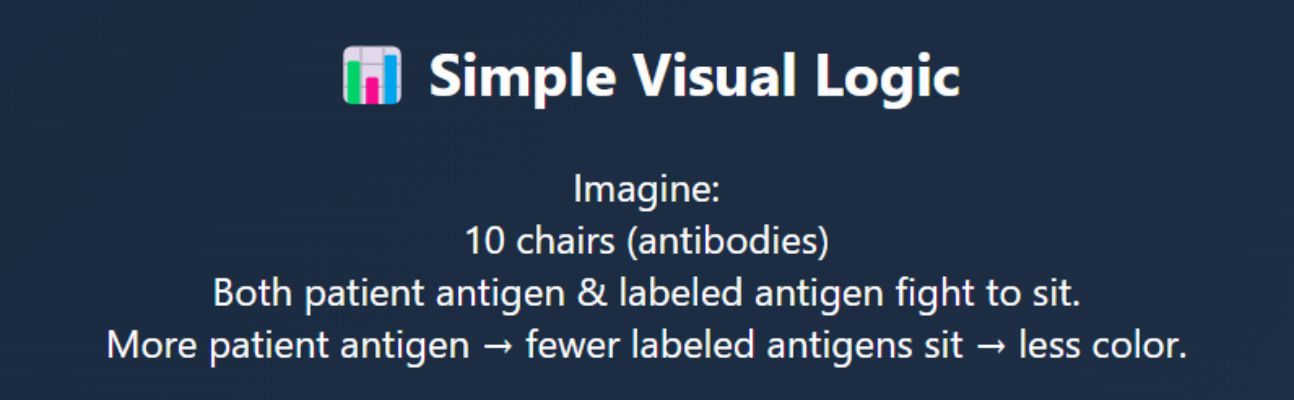 Simple Visual Logic
Imagine:
10 chairs (antibodies)
Both patient antigen & labeled antigen fight to sit.
More patient antigen → fewer labeled antigens sit → less color.